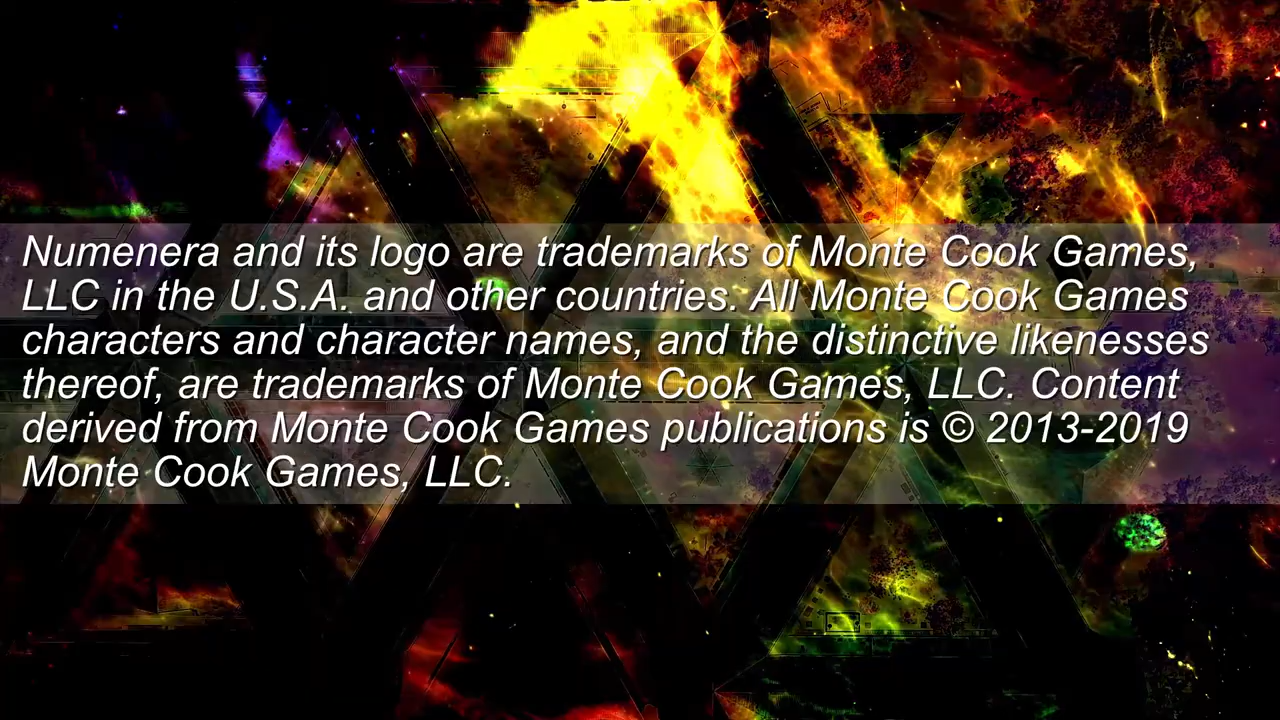 Numenera and its logo are trademarks of Monte Cook Games,
LLC in the U.S.A. and other countries. All Monte Cook Games
characters and character names, and the distinctive likenesses
thereof, are trademarks of Monte Cook Games, LLC. Content
derived from Monte Cook Games publications is © 2013-2019
Monte Cook Games, LLC.